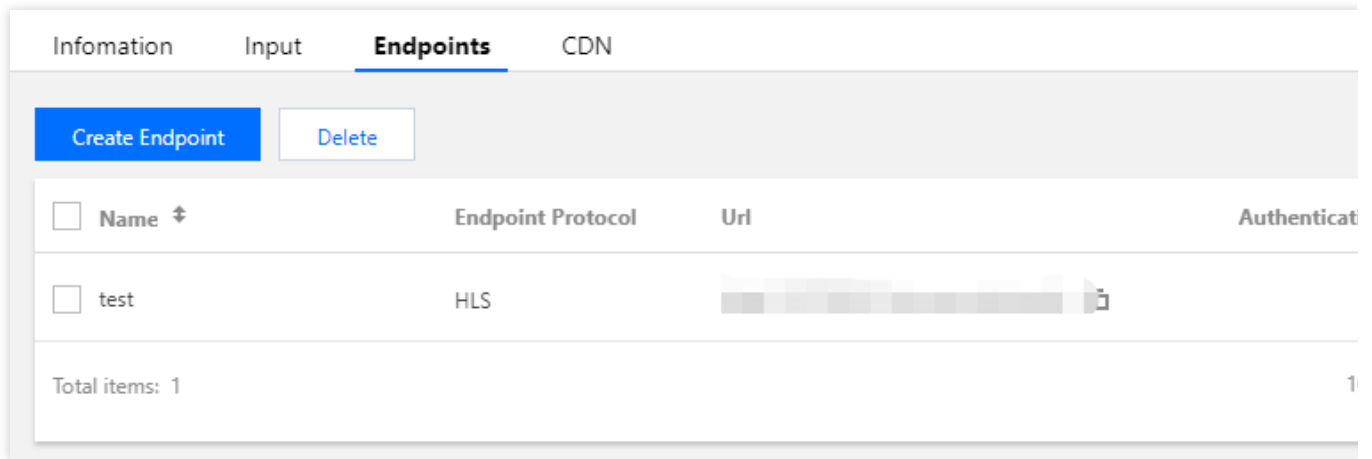 Infomation Input Endpoints CDN
Create Endpoint Delete
Name Endpoint Protocol Url
test HLS
Total items: 1